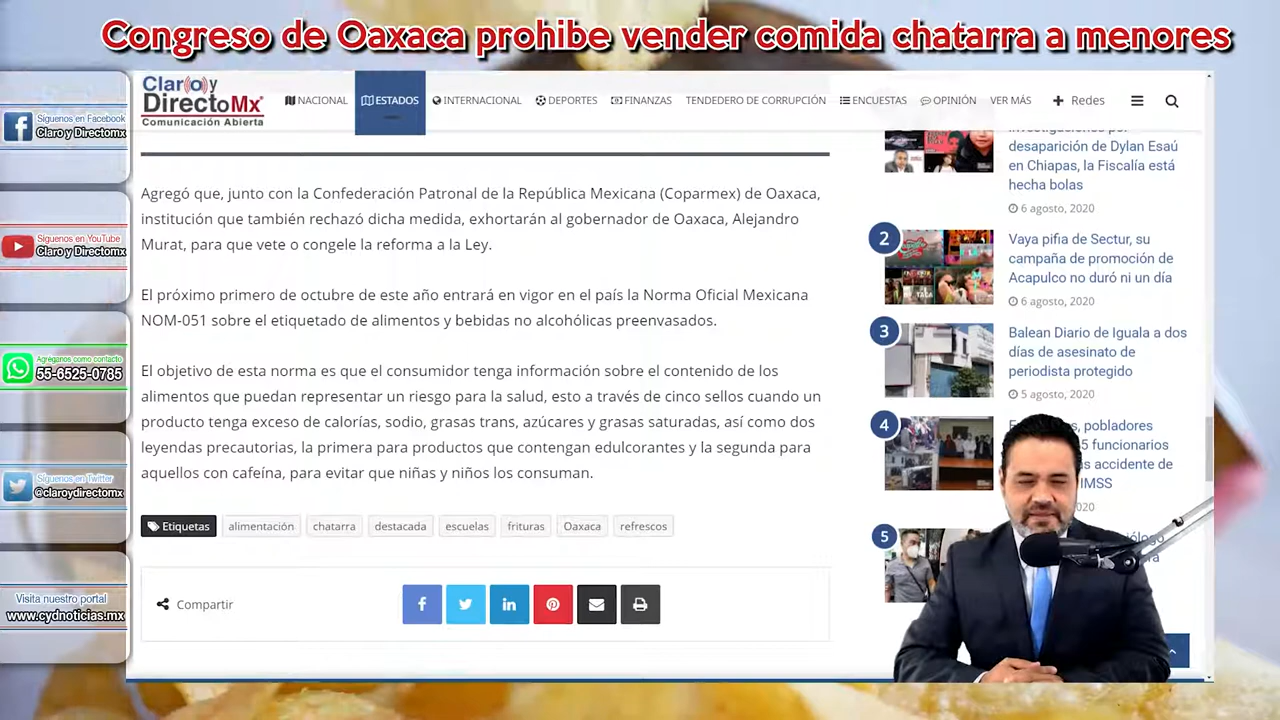 Congreso de Oaxaca prohibe vender comida chatarra a menores
Síguenos en Facebook
Claro y Directomx
Síguenos en YouTube
Claro y Directomx
Agréganos como contacto
55-6525-0785
Síguenos en Twitter
@claroydirectomx
Visita nuestro portal
www.cydnoticias.mx
Claro y
DirectoMx
Comunicación Abierta
NACIONAL
ESTADOS
INTERNACIONAL
DEPORTES
FINANZAS
TENDEDERO DE CORRUPCIÓN
ENCUESTAS
OPINIÓN
VER MÁS
Redes
Agregó que, junto con la Confederación Patronal de la República Mexicana (Coparmex) de Oaxaca,
institución que también rechazó dicha medida, exhortarán al gobernador de Oaxaca, Alejandro
Murat, para que vete o congele la reforma a la Ley.
El próximo primero de octubre de este año entrará en vigor en el país la Norma Oficial Mexicana
NOM-051 sobre el etiquetado de alimentos y bebidas no alcohólicas preenvasados.
El objetivo de esta norma es que el consumidor tenga información sobre el contenido de los
alimentos que puedan representar un riesgo para la salud, esto a través de cinco sellos cuando un
producto tenga exceso de calorías, sodio, grasas trans, azúcares y grasas saturadas, así como dos
leyendas precautorias, la primera para productos que contengan edulcorantes y la segunda para
aquellos con cafeína, para evitar que niñas y niños los consuman.
Etiquetas
alimentación
chatarra
destacada
escuelas
frituras
Oaxaca
refrescos
Compartir
investigaciones por
desaparición de Dylan Esaú
en Chiapas, la Fiscalía está
hecha bolas
6 agosto, 2020
2
Vaya pifia de Sectur, su
campaña de promoción de
Acapulco no duró ni un día
6 agosto, 2020
3
Balean Diario de Iguala a dos
días de asesinato de
periodista protegido
5 agosto, 2020
4
pobladores
5 funcionarios
accidente de
IMSS
2020
5